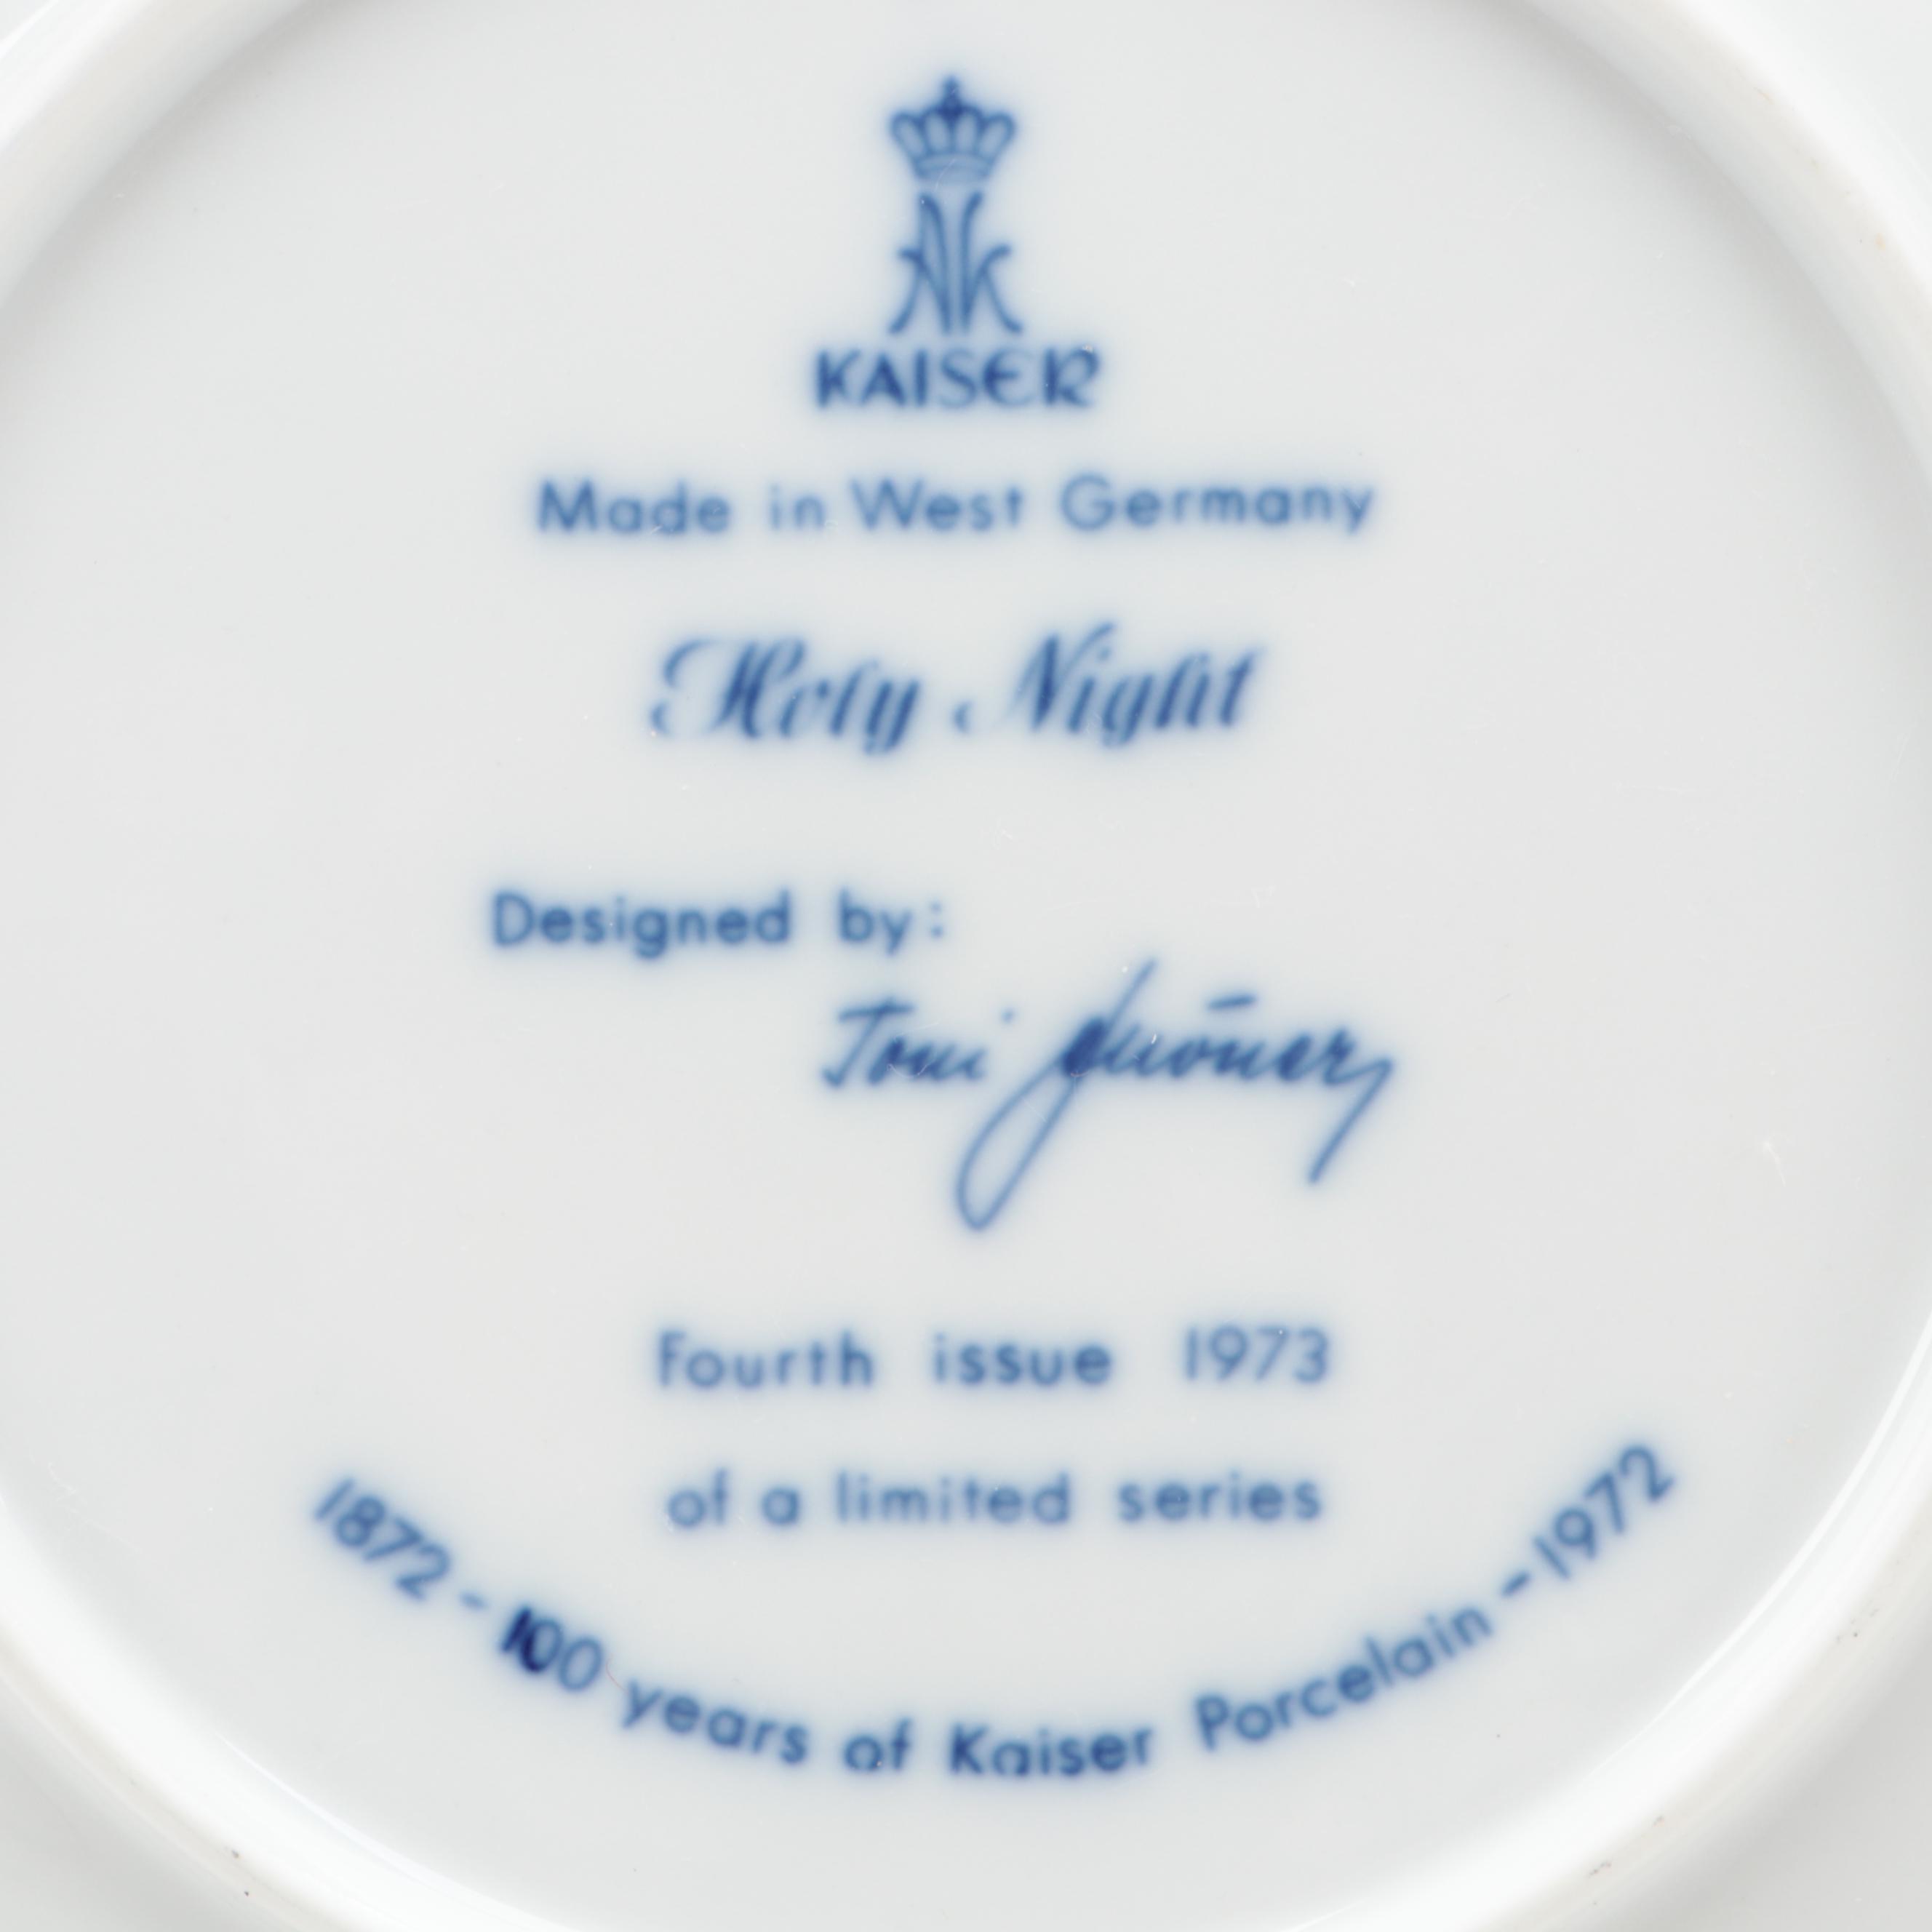 AK
KAISER
Made in West Germany
Holy Night
Designed by:
Toni
Fourth issue 1973
of a limited series
1872 - 100 years of Kaiser Porcelain - 1972